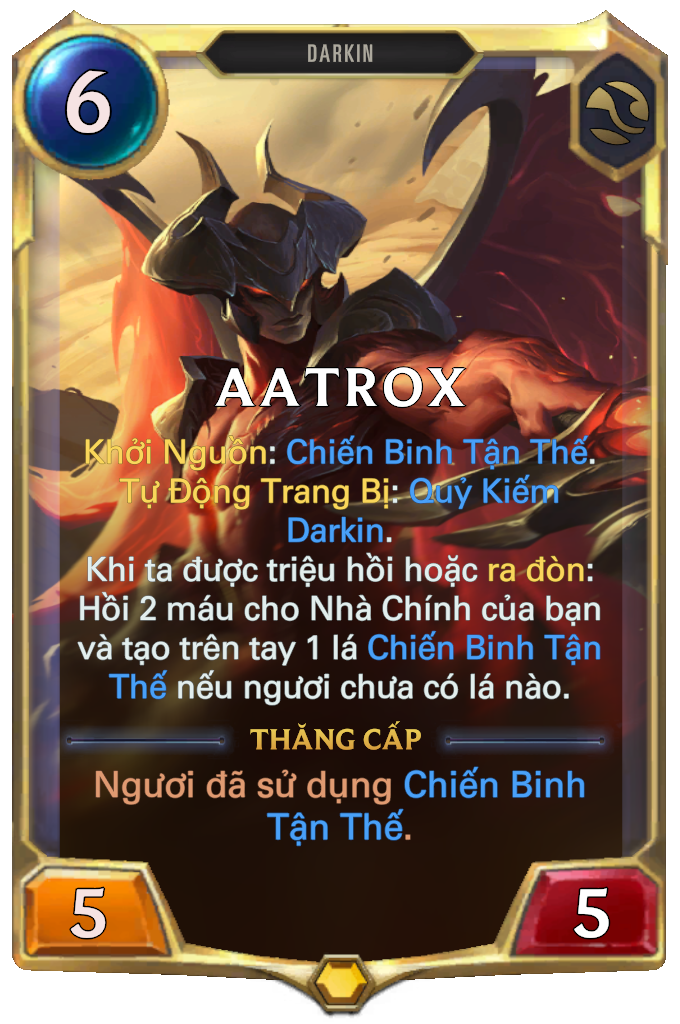 DARKIN
6
AATROX
Khởi Nguồn: Chiến Binh Tận Thế.
Tự Động Trang Bị: Quỷ Kiếm
Darkin.
Khi ta được triệu hồi hoặc ra đòn:
Hồi 2 máu cho Nhà Chính của bạn
và tạo trên tay 1 lá Chiến Binh Tận
Thế nếu ngươi chưa có lá nào.
THĂNG CẤP
Ngươi đã sử dụng Chiến Binh
Tận Thế.
5
5